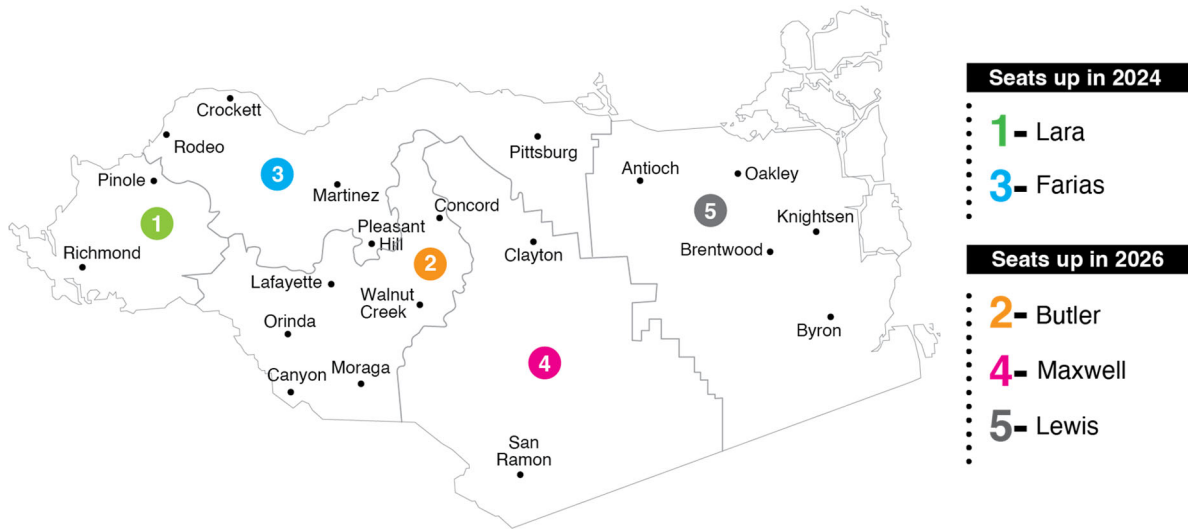 Crockett
Rodeo
Pinole
3
Martinez
Pittsburg
Antioch
Oakley
Concord
5
Knightsen
1
Pleasant
Hill
Clayton
Richmond
2
Brentwood
Lafayette
Walnut
Creek
Orinda
Byron
4
Canyon
Moraga
San
Ramon
Seats up in 2024
1- Lara
3- Farias
Seats up in 2026
2- Butler
4- Maxwell
5- Lewis